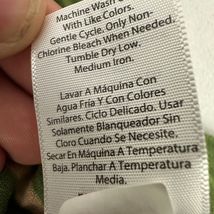 Machine Wash C
With Like Colors.
Gentle Cycle. Only Non-
Chlorine Bleach When Needed.
Tumble Dry Low.
Medium Iron.
Lavar A Máquina Con
Agua Fría Y Con Colores
Similares. Ciclo Delicado. Usar
Solamente Blanqueador Sin
Cloro Cuando Se Necesite.
Secar En Máquina A Temperatura
Baja. Planchar A Temperatura
Media.